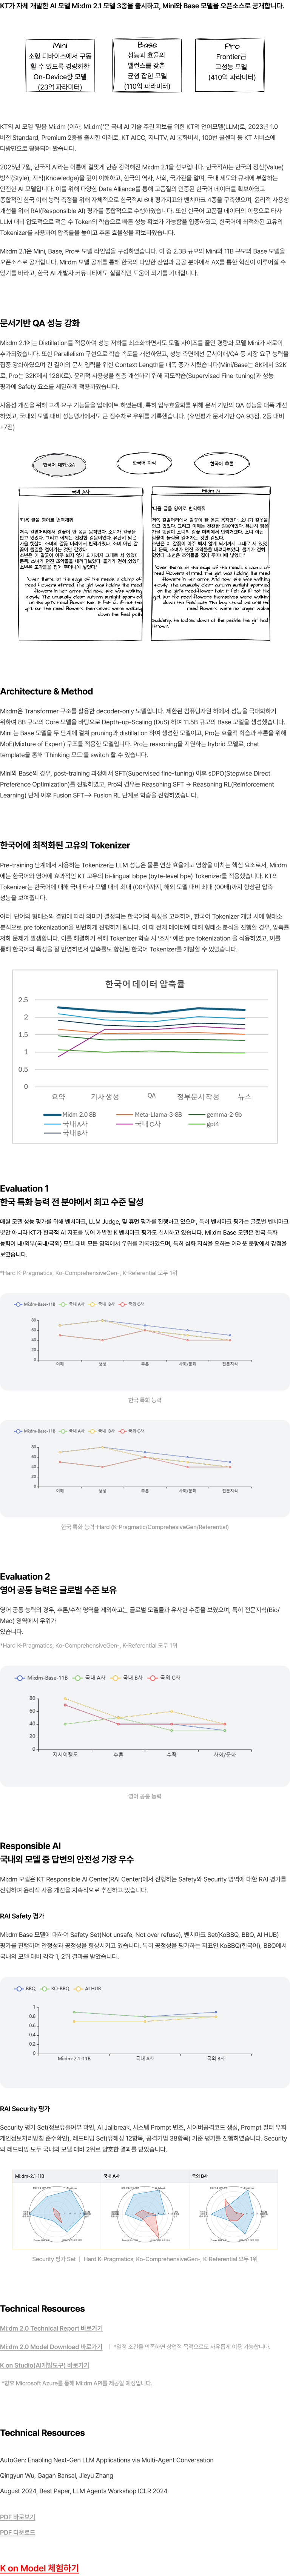 KT가 자체 개발한 AI 모델 Mi:dm 2.1 모델 3종을 출시하고, Mini와 Base 모델을 오픈소스로 공개합니다.
Mini
소형 디바이스에서 구동
할 수 있도록 경량화한
On-Device향 모델
(23억 파라미터)
Base
성능과 효율의
밸런스를 갖춘
균형 잡힌 모델
(110억 파라미터)
Pro
Frontier급
고성능 모델
(410억 파라미터)
KT의 AI 모델 '믿음 Mi:dm (이하, Mi:dm)'은 국내 AI 기술 주권 확보를 위한 KT의 언어모델(LLM)로, 2023년 1.0
버전 Standard, Premium 2종을 출시한 이래로, KT AICC, 지니TV, AI 통화비서, 100번 콜센터 등 KT 서비스에
다방면으로 활용되어 왔습니다.
2025년 7월, 한국적 AI라는 이름에 걸맞게 한층 강력해진 Mi:dm 2.1을 선보입니다. 한국적AI는 한국의 정신(Value)
방식(Style), 지식(Knowledge)을 깊이 이해하고, 한국의 역사, 사회, 국가관을 알며, 국내 제도와 규제에 부합하는
안전한 AI 모델입니다. 이를 위해 다양한 Data Alliance를 통해 고품질의 인증된 한국어 데이터를 확보하였고
종합적인 한국어 이해 능력 측정을 위해 자체적으로 한국적AI 6대 평가지표와 벤치마크 4종을 구축했으며, 윤리적 사용성
개선을 위해 RAI(Responsible AI) 평가를 종합적으로 수행하였습니다. 또한 한국어 고품질 데이터의 이용으로 타사
LLM 대비 압도적으로 적은 수 Token의 학습으로 빠른 성능 확보가 가능함을 입증하였고, 한국어에 최적화된 고유의
Tokenizer를 사용하여 압축률을 높이고 추론 효율성을 확보하였습니다.
Mi:dm 2.1은 Mini, Base, Pro로 모델 라인업을 구성하였습니다. 이 중 2.3B 규모의 Mini와 11B 규모의 Base 모델을
오픈소스로 공개합니다. Mi:dm 모델 공개를 통해 한국의 다양한 산업과 공공 분야에서 AX를 통한 혁신이 이루어질 수
있기를 바라고, 한국 AI 개발자 커뮤니티에도 실질적인 도움이 되기를 기대합니다.
문서기반 QA 성능 강화
Mi:dm 2.1에는 Distillation을 적용하여 성능 저하를 최소화하면서도 모델 사이즈를 줄인 경량화 모델 Mini가 새로이
추가되었습니다. 또한 Parallelism 구현으로 학습 속도를 개선하였고, 성능 측면에선 문서이해/QA 등 시장 요구 능력을
집중 강화하였으며 긴 길이의 문서 입력을 위한 Context Length를 대폭 증가 시켰습니다(Mini/Base는 8K에서 32K
로, Pro는 32K에서 128K로). 윤리적 사용성을 한층 개선하기 위해 지도학습(Supervised Fine-tuning)과 성능
평가에 Safety 요소를 세밀하게 적용하였습니다.
사용성 개선을 위해 고객 요구 기능들을 업데이트 하였는데, 특히 업무효율화를 위해 문서 기반의 QA 성능을 대폭 개선
하였고, 국내외 모델 대비 성능평가에서도 큰 점수차로 우위를 기록했습니다. (휴먼평가 문서기반 QA 93점, 2등 대비
+7점)
한국어 대화/QA
한국어 지식
한국어 추론
국외 A사
Mi:dm 2.1
"다음 글을 영어로 번역해줘
"다음 글을 영어로 번역해줘
Architecture & Method
Mi:dm은 Transformer 구조를 활용한 decoder-only 모델입니다. 제한된 컴퓨팅자원 하에서 성능을 극대화하기
위하여 8B 규모의 Core 모델을 바탕으로 Depth-up-Scaling (DuS) 하여 11.5B 규모의 Base 모델을 생성했습니다.
Mini 는 Base 모델을 두 단계에 걸쳐 pruning과 distillation 하여 생성한 모델이고, Pro는 효율적 학습과 추론을 위해
MoE(Mixture of Expert) 구조를 적용한 모델입니다. Pro는 reasoning을 지원하는 hybrid 모델로, chat
template을 통해 'Thinking 모드'를 switch 할 수 있습니다.
Mini와 Base의 경우, post-training 과정에서 SFT(Supervised fine-tuning) 이후 sDPO(Stepwise Direct
Preference Optimization)를 진행하였고, Pro의 경우는 Reasoning SFT → Reasoning RL(Reinforcement
Learning) 단계 이후 Fusion SFT→ Fusion RL 단계로 학습을 진행하였습니다.
한국어에 최적화된 고유의 Tokenizer
Pre-training 단계에서 사용하는 Tokenizer는 LLM 성능은 물론 연산 효율에도 영향을 미치는 핵심 요소로서, Mi:dm
에는 한국어와 영어에 효과적인 KT 고유의 bi-lingual bbpe (byte-level bpe) Tokenizer를 적용했습니다. KT의
Tokenizer는 한국어에 대해 국내 타사 모델 대비 최대 (00배)까지, 해외 모델 대비 최대 (00배)까지 향상된 압축
성능을 보여줍니다.
여러 단어와 형태소의 결합에 따라 의미가 결정되는 한국어의 특징을 고려하여, 한국어 Tokenizer 개발 시에 형태소
분석으로 pre tokenization을 빈번하게 진행하게 됩니다. 이 때 전체 데이터에 대해 형태소 분석을 진행할 경우, 압축률
저하 문제가 발생합니다. 이를 해결하기 위해 Tokenizer 학습 시 '조사' 에만 pre tokenization 을 적용하였고, 이를
통해 한국어의 특성을 잘 반영하면서 압축률도 향상된 한국어 Tokenizer를 개발할 수 있었습니다.
한국어 데이터 압축률
2.5
2
1.5
1
0.5
0
요약 기사생성 QA 정부문서작성 뉴스
Midm 2.0 8B Meta-Llama-3-8B gemma-2-9b
국내A사 국내C사 gpt4
국내B사
Evaluation 1
한국 특화 능력 전 분야에서 최고 수준 달성
매월 모델 성능 평가를 위해 벤치마크, LLM Judge, 및 휴먼 평가를 진행하고 있으며, 특히 벤치마크 평가는 글로벌 벤치마크
뿐만 아니라 KT가 한국적 AI 지표를 넣어 개발한 K 벤치마크 평가도 실시하고 있습니다. Mi:dm Base 모델은 한국 특화
능력이 내/외부(국내/국외) 모델 대비 모든 영역에서 우위를 기록하였으며, 특히 심화 지식을 요하는 어려운 문항에서 강점을
보였습니다.
*Hard K-Pragmatics, Ko-ComprehensiveGen-, K-Referential 모두 1위
Mi:dm-Base-11B 국내 A사 국내 B사 국외 C사
80
60
40
20
0
이해 생성 추론 사회/문화 전문지식
한국 특화 능력
Mi:dm-Base-11B 국내 A사 국내 B사 국외 C사
80
60
40
20
0
이해 생성 추론 사회/문화 전문지식
한국 특화 능력-Hard (K-Pragmatic/ComprehesiveGen/Referential)
Evaluation 2
영어 공통 능력은 글로벌 수준 보유
영어 공통 능력의 경우, 추론/수학 영역을 제외하고는 글로벌 모델들과 유사한 수준을 보였으며, 특히 전문지식(Bio/
Med) 영역에서 우위가
있습니다.
*Hard K-Pragmatics, Ko-ComprehensiveGen-, K-Referential 모두 1위
Mi:dm-Base-11B 국내 A사 국내 B사 국외 C사
80
60
40
20
0
지시이행도 추론 수학 사회/문화
영어 공통 능력
Responsible AI
국내외 모델 중 답변의 안전성 가장 우수
Mi:dm 모델은 KT Responsible AI Center(RAI Center)에서 진행하는 Safety와 Security 영역에 대한 RAI 평가를
진행하며 윤리적 사용 개선을 지속적으로 추진하고 있습니다.
RAI Safety 평가
Mi:dm Base 모델에 대하여 Safety Set(Not unsafe, Not over refuse), 벤치마크 Set(KoBBQ, BBQ, AI HUB)
평가를 진행하며 안정성과 공정성을 향상시키고 있습니다. 특히 공정성을 평가하는 지표인 KoBBQ(한국어), BBQ에서
국내외 모델 대비 각각 1, 2위 결과를 받았습니다.
BBQ KO-BBQ AI HUB
1
0.8
0.6
0.4
0.2
0
Mi:dm-2.1-11B 국내 A사 국외 B사
RAI Security 평가
Security 평가 Set(정보유출여부 확인, AI Jailbreak, 시스템 Prompt 변조, 사이버공격코드 생성, Prompt 필터 우회
개인정보처리방침 준수확인), 레드티밍 Set(유해성 12항목, 공격기법 38항목) 기준 평가를 진행하였습니다. Security
와 레드티밍 모두 국내외 모델 대비 2위로 양호한 결과를 받았습니다.
Mi:dm-2.1-11B 국내 A사 국외 B사
Security 평가 Set | Hard K-Pragmatics, Ko-ComprehensiveGen-, K-Referential 모두 1위
Technical Resources
Mi:dm 2.0 Technical Report 바로가기
Mi:dm 2.0 Model Download 바로가기 | *일정 조건을 만족하면 상업적 목적으로도 자유롭게 이용 가능합니다.
K on Studio(AI개발도구) 바로가기
*향후 Microsoft Azure를 통해 Mi:dm API를 제공할 예정입니다.
Technical Resources
AutoGen: Enabling Next-Gen LLM Applications via Multi-Agent Conversation
Qingyun Wu, Gagan Bansal, Jieyu Zhang
August 2024, Best Paper, LLM Agents Workshop ICLR 2024
PDF 바로보기
PDF 다운로드
K on Model 체험하기